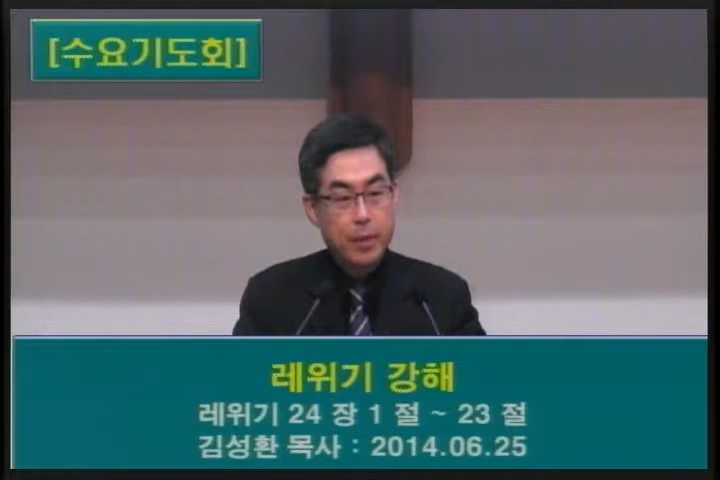 [수요기도회]
레위기 강해
레위기 24 장 1 절 ~ 23 절
김성환 목사 : 2014.06.25